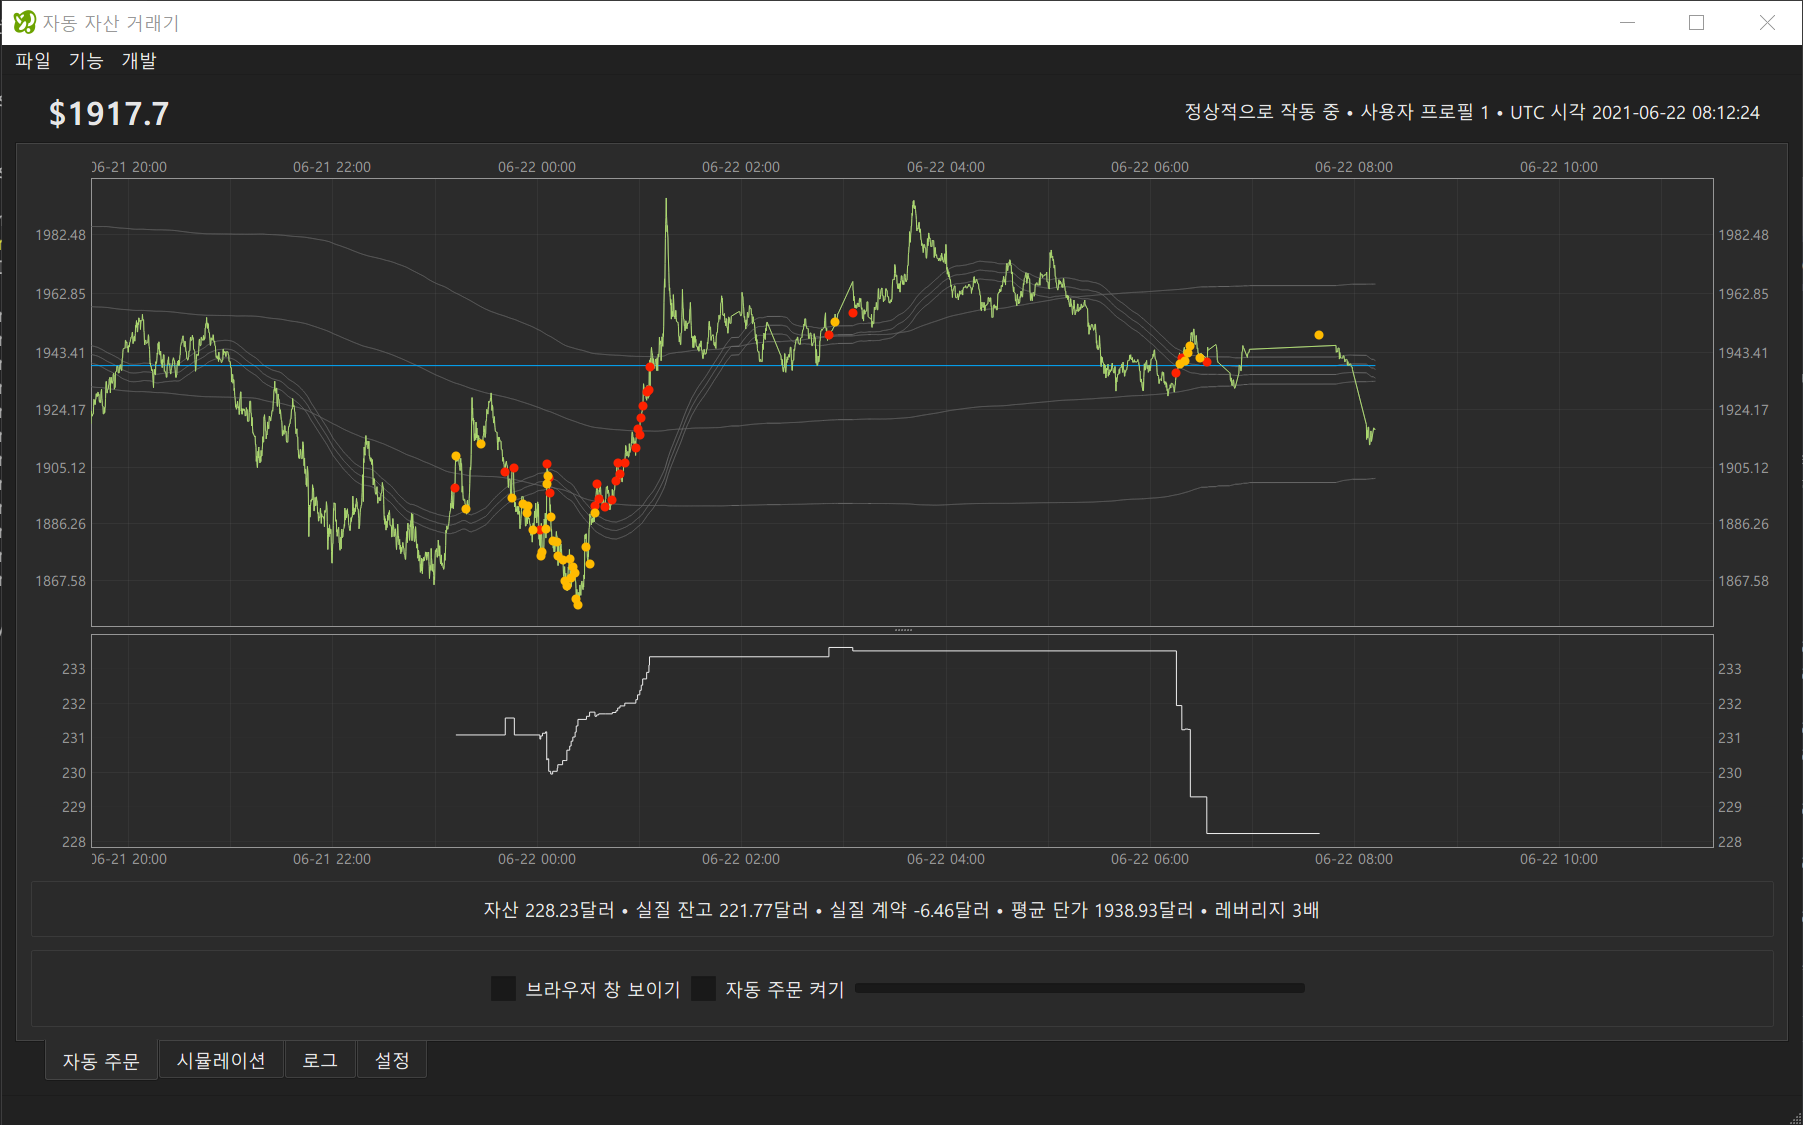 자동 자산 거래기
파일 기능 개발
$1917.7
정상적으로 작동 중 • 사용자 프로필 1 • UTC 시각 2021-06-22 08:12:24
06-21 20:00 06-21 22:00 06-22 00:00 06-22 02:00 06-22 04:00 06-22 06:00 06-22 08:00 06-22 10:00
1982.48 1982.48
1962.85 1962.85
1943.41 1943.41
1924.17 1924.17
1905.12 1905.12
1886.26 1886.26
1867.58 1867.58
233 233
232 232
231 231
230 230
229 229
228 228
06-21 20:00 06-21 22:00 06-22 00:00 06-22 02:00 06-22 04:00 06-22 06:00 06-22 08:00 06-22 10:00
자산 228.23달러 • 실질 잔고 221.77달러 • 실질 계약 -6.46달러 • 평균 단가 1938.93달러 • 레버리지 3배
브라우저 창 보이기 자동 주문 켜기
자동 주문 시뮬레이션 로그 설정